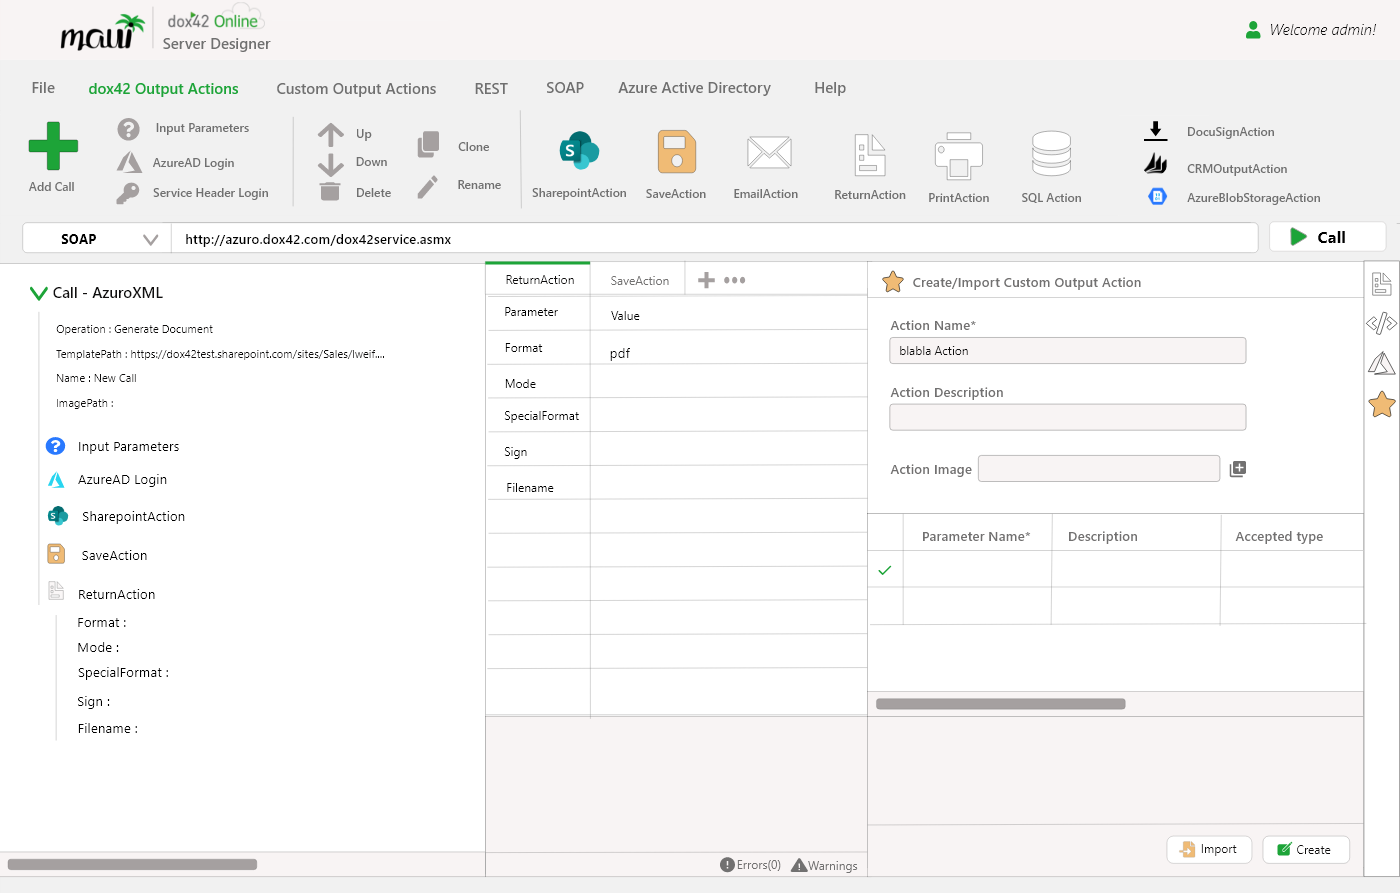 maui
dox42 Online
Server Designer
Welcome admin!
File
dox42 Output Actions
Custom Output Actions
REST
SOAP
Azure Active Directory
Help
Add Call
Input Parameters
AzureAD Login
Service Header Login
Up
Down
Delete
Clone
Rename
SharepointAction
SaveAction
EmailAction
ReturnAction
PrintAction
SQL Action
DocuSignAction
CRMOutputAction
AzureBlobStorageAction
SOAP
http://azuro.dox42.com/dox42service.asmx
Call
Call - AzuroXML
Operation : Generate Document
TemplatePath : https://dox42test.sharepoint.com/sites/Sales/Iweif....
Name : New Call
ImagePath :
Input Parameters
AzureAD Login
SharepointAction
SaveAction
ReturnAction
Format :
Mode :
SpecialFormat :
Sign :
Filename :
ReturnAction
SaveAction
Parameter
Value
Format
pdf
Mode
SpecialFormat
Sign
Filename
Errors(0)
Warnings
Create/Import Custom Output Action
Action Name*
blabla Action
Action Description
Action Image
Parameter Name*
Description
Accepted type
Import
Create